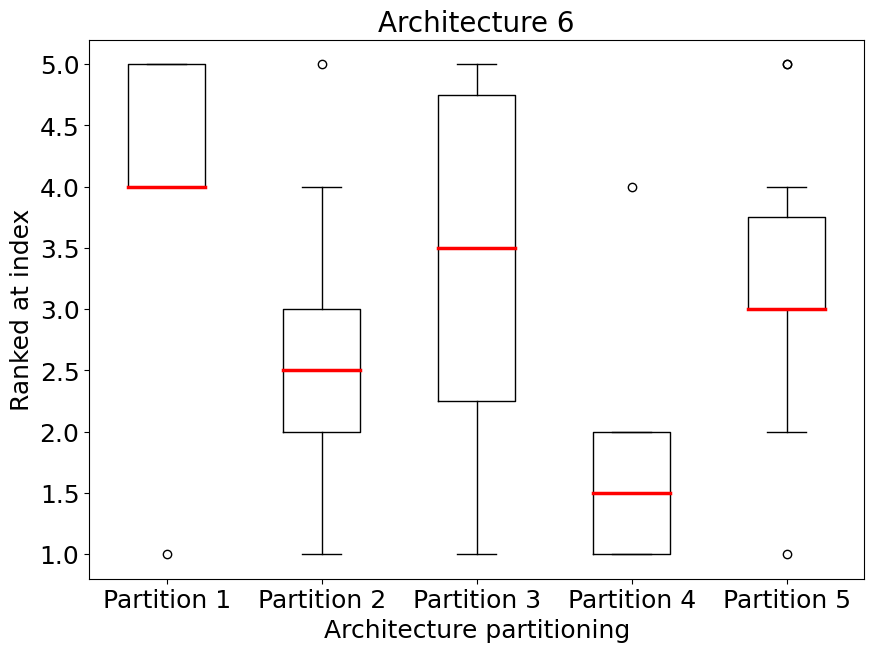 Architecture 6
Ranked at index
5.0
4.5
4.0
3.5
3.0
2.5
2.0
1.5
1.0
Partition 1 Partition 2 Partition 3 Partition 4 Partition 5
Architecture partitioning